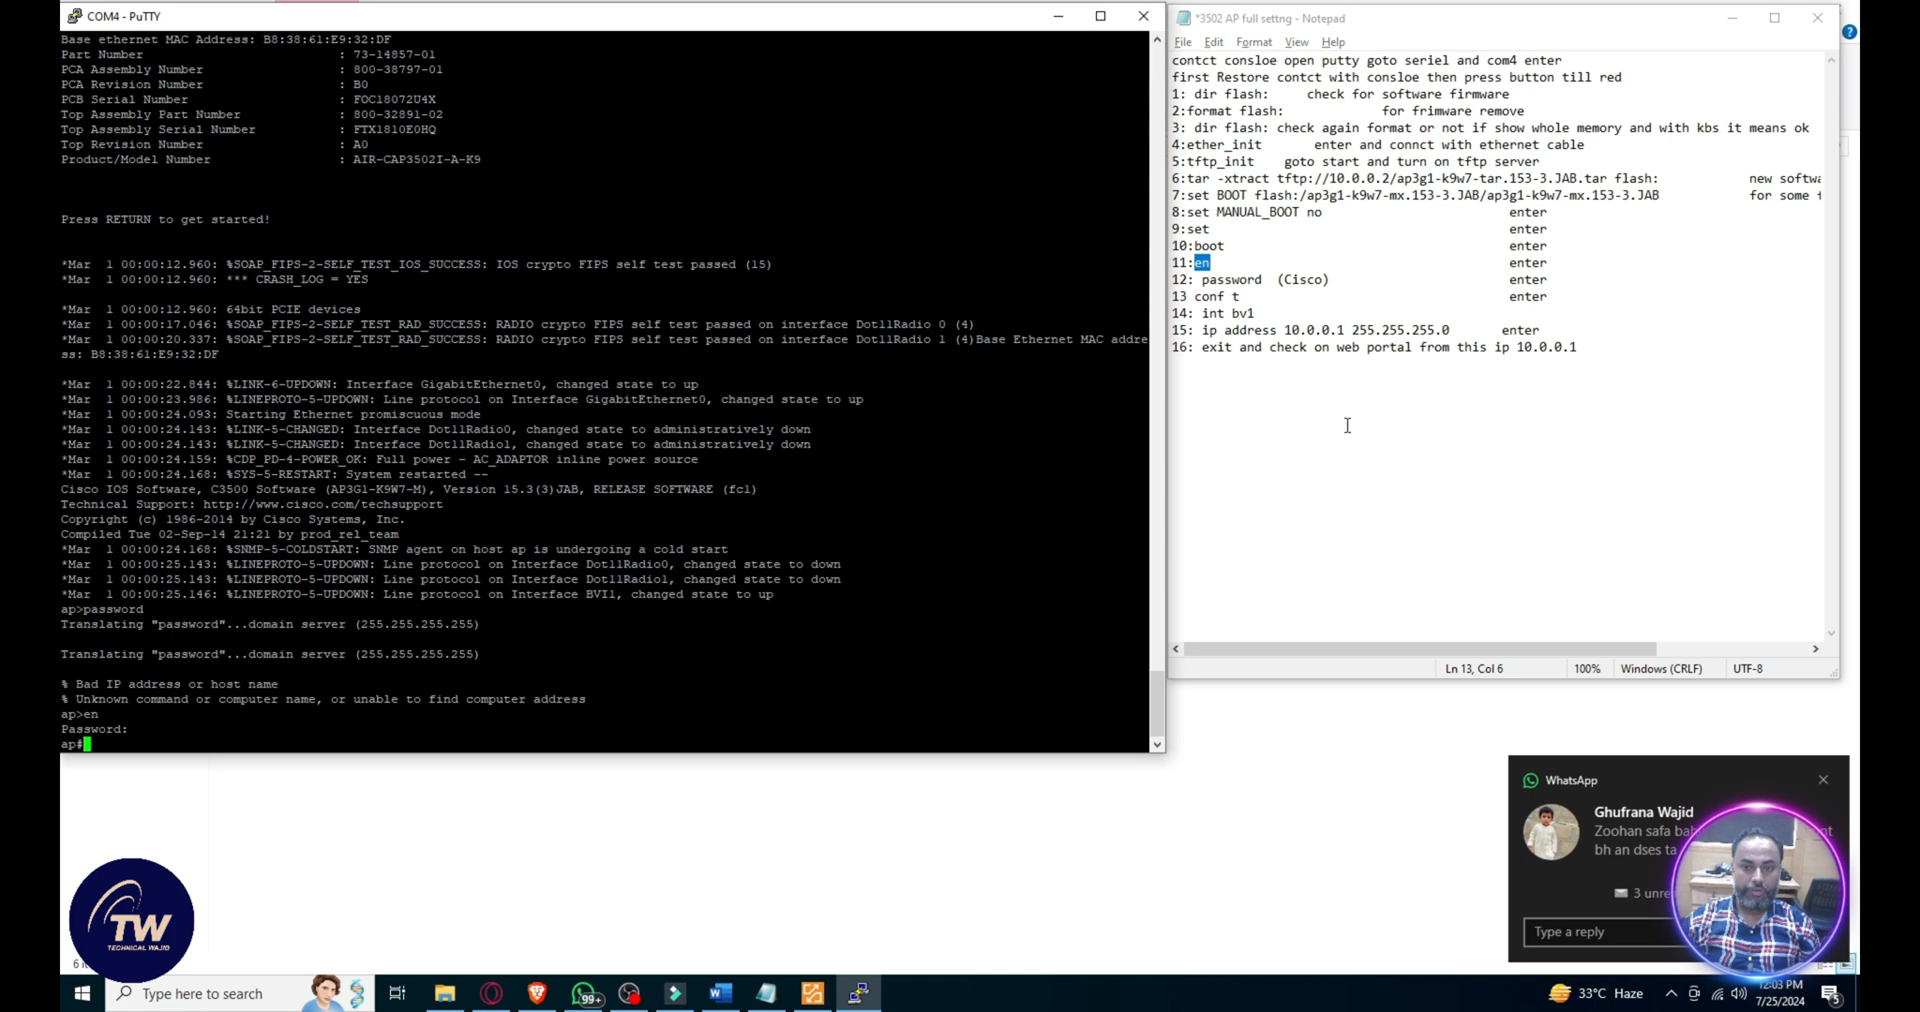 COM4 - PuTTY
Base ethernet MAC Address: B8:38:61:E9:32:DF
Part Number : 73-14857-01
PCA Assembly Number : 800-38797-01
PCA Revision Number : B0
PCB Serial Number : FOC18072U4X
Top Assembly Part Number : 800-32891-02
Top Assembly Serial Number : FTX1810E0HQ
Top Revision Number : A0
Product/Model Number : AIR-CAP3502I-A-K9
Press RETURN to get started!
*Mar 1 00:00:12.960: %SOAP_FIPS-2-SELF_TEST_IOS_SUCCESS: IOS crypto FIPS self test passed (15)
*Mar 1 00:00:12.960: *** CRASH_LOG = YES
*Mar 1 00:00:12.960: 64bit PCIE devices
*Mar 1 00:00:17.046: %SOAP_FIPS-2-SELF_TEST_RAD_SUCCESS: RADIO crypto FIPS self test passed on interface Dot11Radio 0 (4)
*Mar 1 00:00:20.337: %SOAP_FIPS-2-SELF_TEST_RAD_SUCCESS: RADIO crypto FIPS self test passed on interface Dot11Radio 1 (4)Base Ethernet MAC addre
ss: B8:38:61:E9:32:DF
*Mar 1 00:00:22.844: %LINK-6-UPDOWN: Interface GigabitEthernet0, changed state to up
*Mar 1 00:00:23.986: %LINEPROTO-5-UPDOWN: Line protocol on Interface GigabitEthernet0, changed state to up
*Mar 1 00:00:24.093: Starting Ethernet promiscuous mode
*Mar 1 00:00:24.143: %LINK-5-CHANGED: Interface Dot11Radio0, changed state to administratively down
*Mar 1 00:00:24.143: %LINK-5-CHANGED: Interface Dot11Radio1, changed state to administratively down
*Mar 1 00:00:24.159: %CDP_PD-4-POWER_OK: Full power - AC_ADAPTOR inline power source
*Mar 1 00:00:24.168: %SYS-5-RESTART: System restarted --
Cisco IOS Software, C3500 Software (AP3G1-K9W7-M), Version 15.3(3)JAB, RELEASE SOFTWARE (fc1)
Technical Support: http://www.cisco.com/techsupport
Copyright (c) 1986-2014 by Cisco Systems, Inc.
Compiled Tue 02-Sep-14 21:21 by prod_rel_team
*Mar 1 00:00:24.168: %SNMP-5-COLDSTART: SNMP agent on host ap is undergoing a cold start
*Mar 1 00:00:25.143: %LINEPROTO-5-UPDOWN: Line protocol on Interface Dot11Radio0, changed state to down
*Mar 1 00:00:25.143: %LINEPROTO-5-UPDOWN: Line protocol on Interface Dot11Radio1, changed state to down
*Mar 1 00:00:25.146: %LINEPROTO-5-UPDOWN: Line protocol on Interface BVI1, changed state to up
ap>password
Translating "password"...domain server (255.255.255.255)
Translating "password"...domain server (255.255.255.255)
% Bad IP address or host name
% Unknown command or computer name, or unable to find computer address
ap>en
Password:
ap#
*3502 AP full settng - Notepad
File Edit Format View Help
contct consloe open putty goto seriel and com4 enter
first Restore contct with consloe then press button till red
1: dir flash: check for software firmware
2:format flash: for frimware remove
3: dir flash: check again format or not if show whole memory and with kbs it means ok
4:ether_init enter and connct with ethernet cable
5:tftp_init goto start and turn on tftp server
6:tar -xtract tftp://10.0.0.2/ap3g1-k9w7-tar.153-3.JAB.tar flash: new softwa
7:set BOOT flash:/ap3g1-k9w7-mx.153-3.JAB/ap3g1-k9w7-mx.153-3.JAB for some
8:set MANUAL_BOOT no enter
9:set enter
10:boot enter
11:en enter
12: password (Cisco) enter
13 conf t enter
14: int bv1
15: ip address 10.0.0.1 255.255.255.0 enter
16: exit and check on web portal from this ip 10.0.0.1
Ln 13, Col 6 100% Windows (CRLF) UTF-8
WhatsApp
Ghufrana Wajid
Zoohan safa
bh an dses ta
3 unre
Type a reply
TW
TECHNICAL WAJID
Type here to search
99+
33°C Haze
12:03 PM
7/25/2024
5